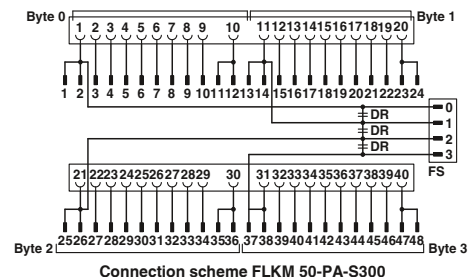 Byte 0 Byte 1
1 2 3 4 5 6 7 8 9 10 11 12 13 14 15 16 17 18 19 20
1 2 3 4 5 6 7 8 9 10 11 12 13 14 15 16 17 18 19 20 21 22 23 24
0
DR
1
DR
2
DR
3
FS
21 22 23 24 25 26 27 28 29 30 31 32 33 34 35 36 37 38 39 40
25 26 27 28 29 30 31 32 33 34 35 36 37 38 39 40 41 42 43 44 45 46 47 48
Byte 2 Byte 3
Connection scheme FLKM 50-PA-S300